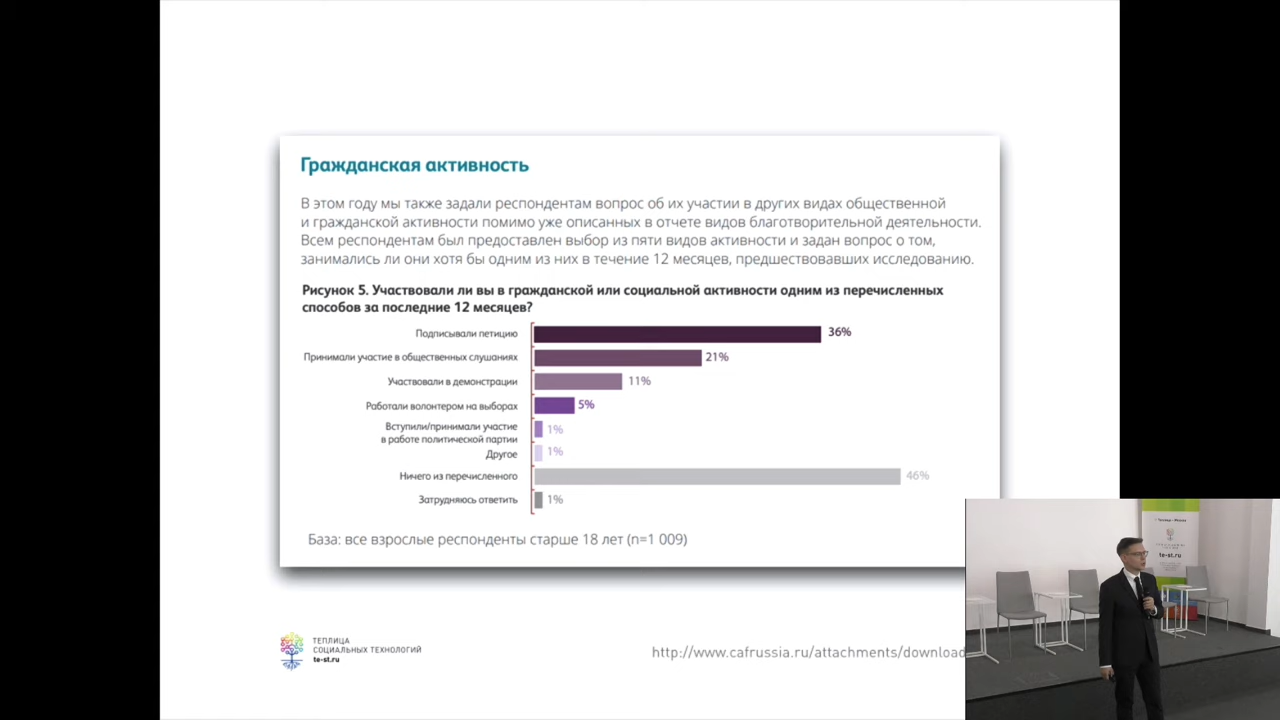 Гражданская активность
В этом году мы также задали респондентам вопрос об их участии в других видах общественной
и гражданской активности помимо уже описанных в отчете видов благотворительной деятельности.
Всем респондентам был предоставлен выбор из пяти видов активности и задан вопрос о том,
занимались ли они хотя бы одним из них в течение 12 месяцев, предшествовавших исследованию.
Рисунок 5. Участвовали ли вы в гражданской или социальной активности одним из перечисленных
способов за последние 12 месяцев?
Подписывали петицию 36%
Принимали участие в общественных слушаниях 21%
Участвовали в демонстрации 11%
Работали волонтером на выборах 5%
Вступили/принимали участие
в работе политической партии 1%
Другое 1%
Ничего из перечисленного 46%
Затрудняюсь ответить 1%
База: все взрослые респонденты старше 18 лет (n=1 009)
ТЕПЛИЦА
СОЦИАЛЬНЫХ ТЕХНОЛОГИЙ
te-st.ru
http://www.cafrussia.ru/attachments/download
te-st.ru